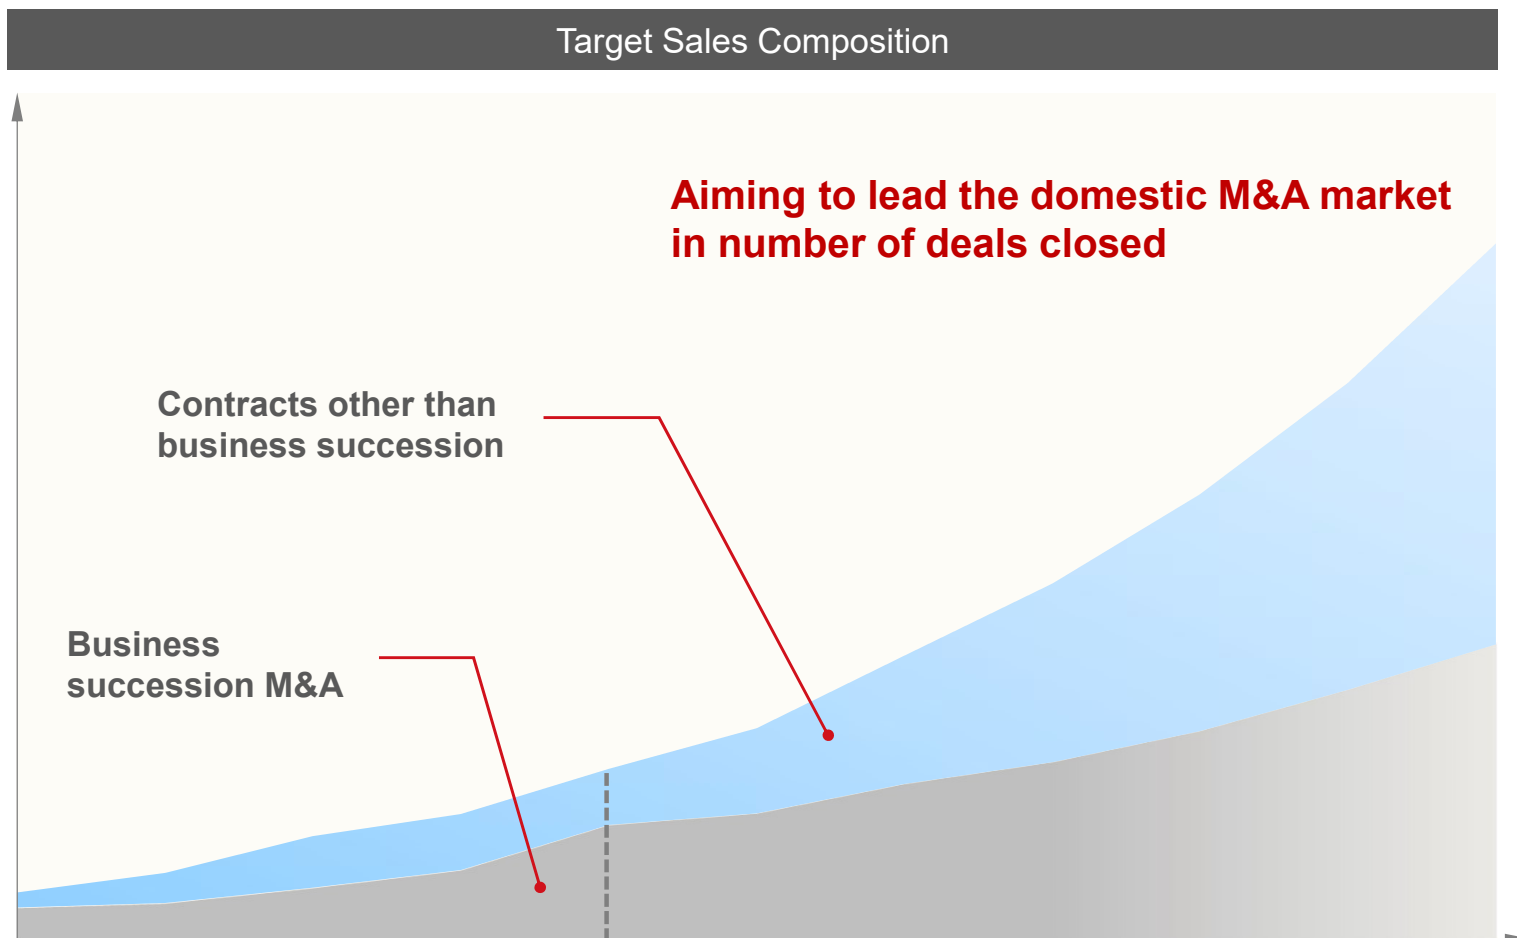 Target Sales Composition
Aiming to lead the domestic M&A market
in number of deals closed
Contracts other than
business succession
Business
succession M&A